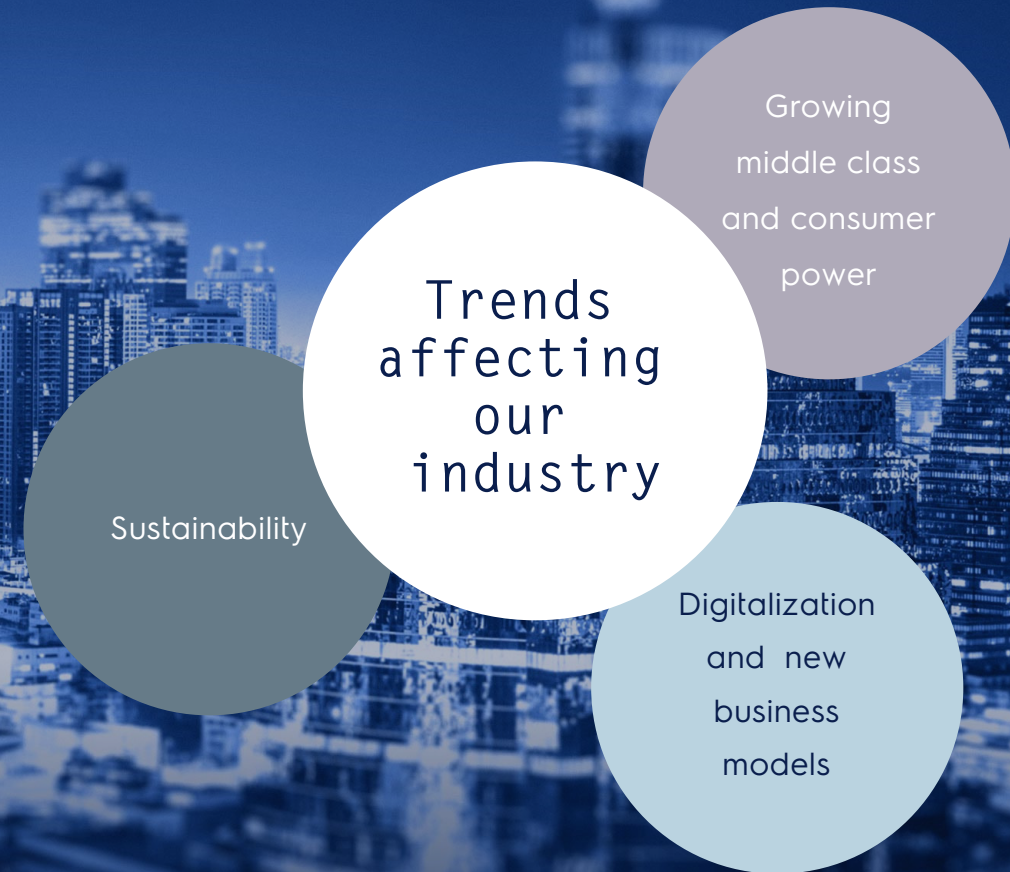 Growing
middle class
and consumer
power
Trends
affecting
our
industry
Sustainability
Digitalization
and new
business
models